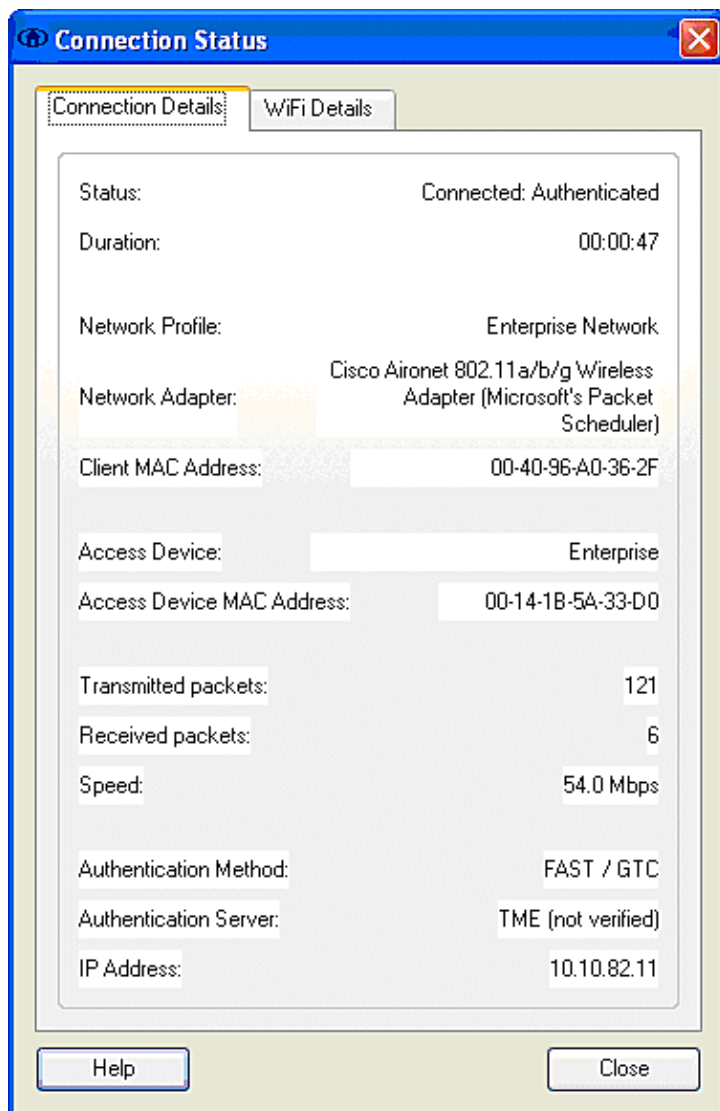 Connection Status
Connection Details WiFi Details
Status: Connected: Authenticated
Duration: 00:00:47
Network Profile: Enterprise Network
Cisco Aironet 802.11a/b/g Wireless
Network Adapter: Adapter (Microsoft's Packet
Scheduler)
Client MAC Address: 00-40-96-A0-36-2F
Access Device: Enterprise
Access Device MAC Address: 00-14-1B-5A-33-D0
Transmitted packets: 121
Received packets: 6
Speed: 54.0 Mbps
Authentication Method: FAST / GTC
Authentication Server: TME (not verified)
IP Address: 10.10.82.11
Help Close